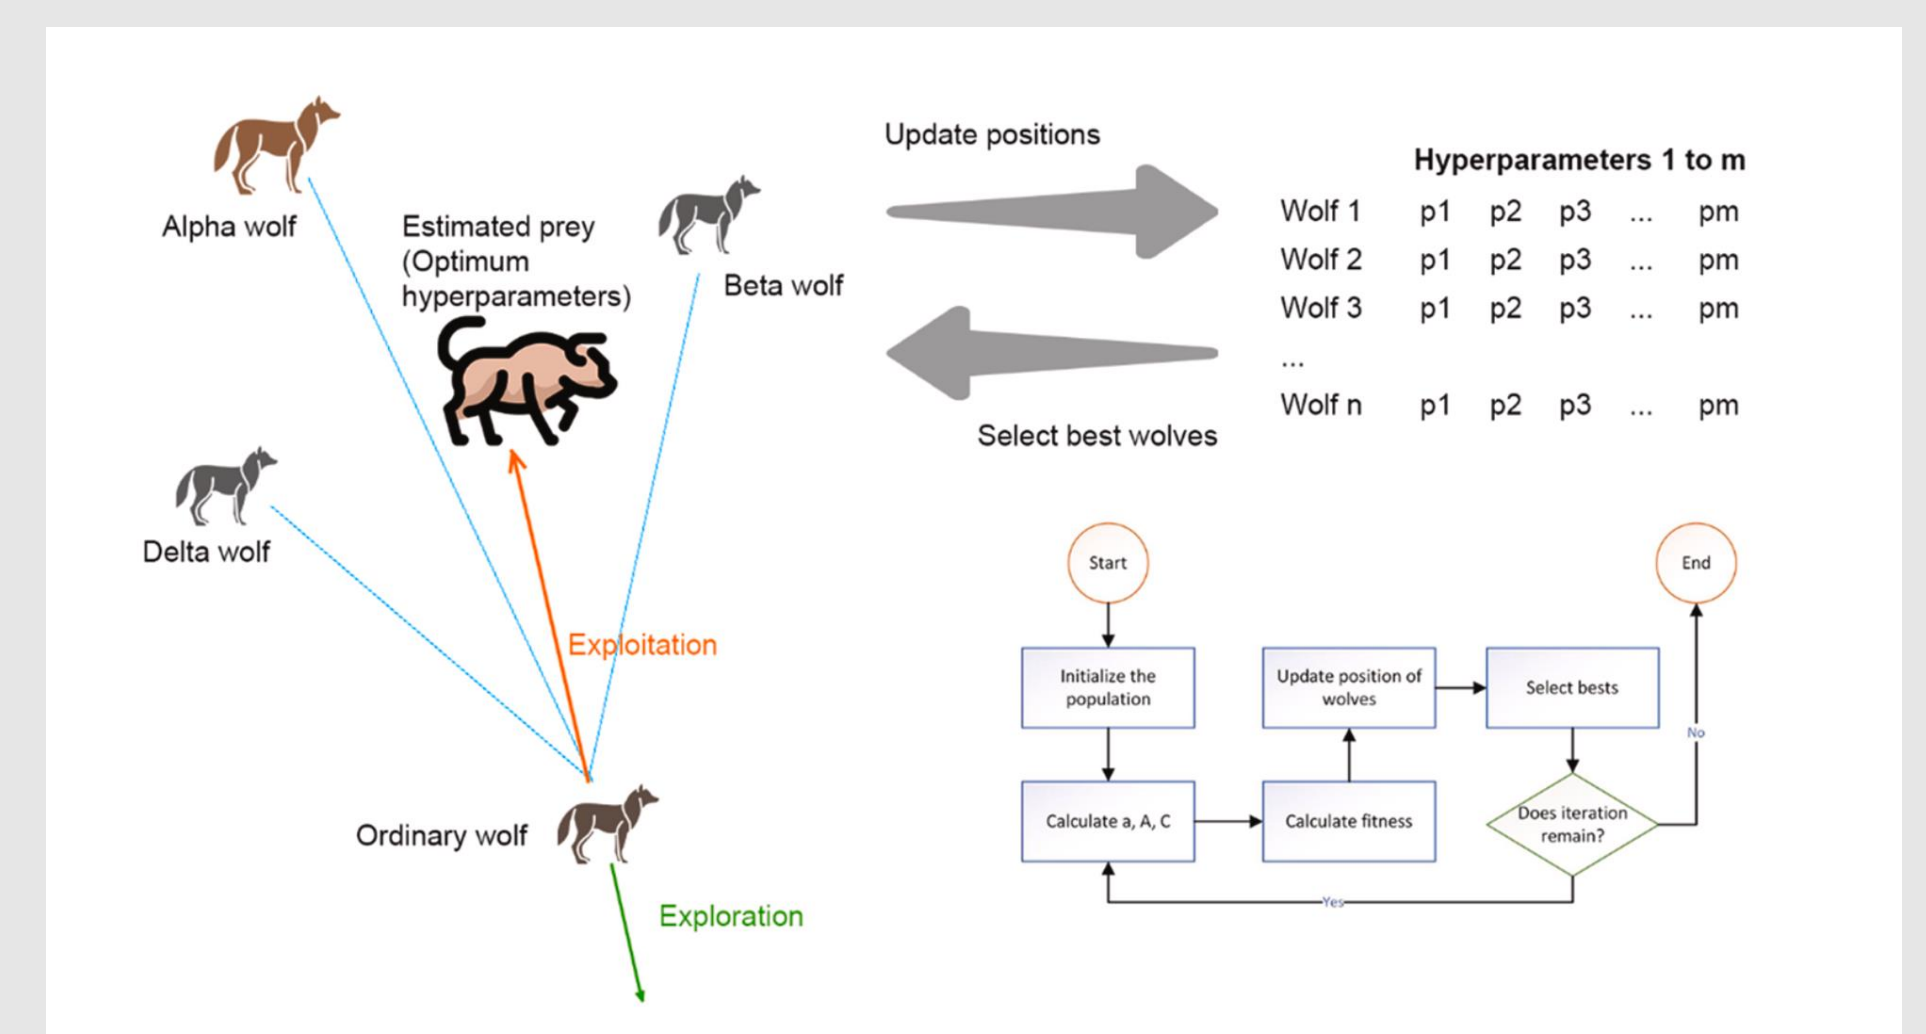 Alpha wolf
Estimated prey
(Optimum
hyperparameters)
Beta wolf
Delta wolf
Exploitation
Ordinary wolf
Exploration
Update positions
Select best wolves
Hyperparameters 1 to m
Wolf 1 p1 p2 p3 ... pm
Wolf 2 p1 p2 p3 ... pm
Wolf 3 p1 p2 p3 ... pm
...
Wolf n p1 p2 p3 ... pm
Start
End
Initialize the
population
Update position of
wolves
Select bests
No
Calculate a, A, C
Calculate fitness
Does iteration
remain?
Yes